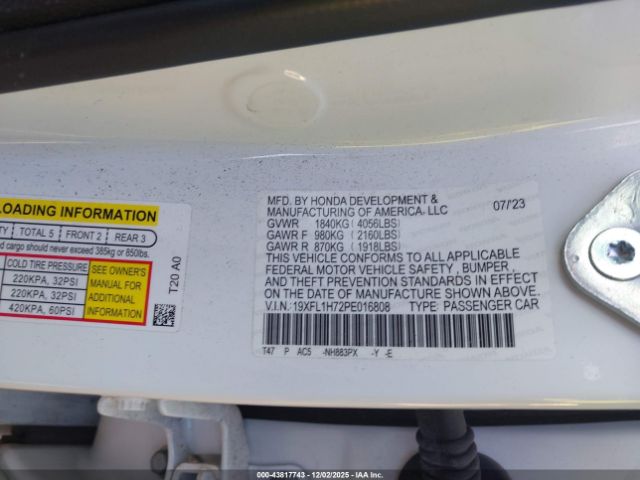 LOADING INFORMATION
TY | TOTAL 5 | FRONT 2 | REAR 3
d cargo should never exceed 385kg or 850lbs.
COLD TIRE PRESSURE
220KPA, 32PSI
220KPA, 32PSI
420KPA, 60PSI
SEE OWNER'S
MANUAL FOR
ADDITIONAL
INFORMATION
T20 A0
MFD. BY HONDA DEVELOPMENT &
MANUFACTURING OF AMERICA, LLC
07/23
GVWR 1840KG (4056LBS)
GAWR F 980KG (2160LBS)
GAWR R 870KG (1918LBS)
THIS VEHICLE CONFORMS TO ALL APPLICABLE
FEDERAL MOTOR VEHICLE SAFETY, BUMPER,
AND THEFT PREVENTION STANDARDS IN EFFECT
ON THE DATE OF MANUFACTURE SHOWN ABOVE.
V.I.N.: 19XFL1H72PE016808 TYPE: PASSENGER CAR
T47 P AC5 -NH883PX -Y -E
000-43817743 | 12/02/2025 | IAA Inc.